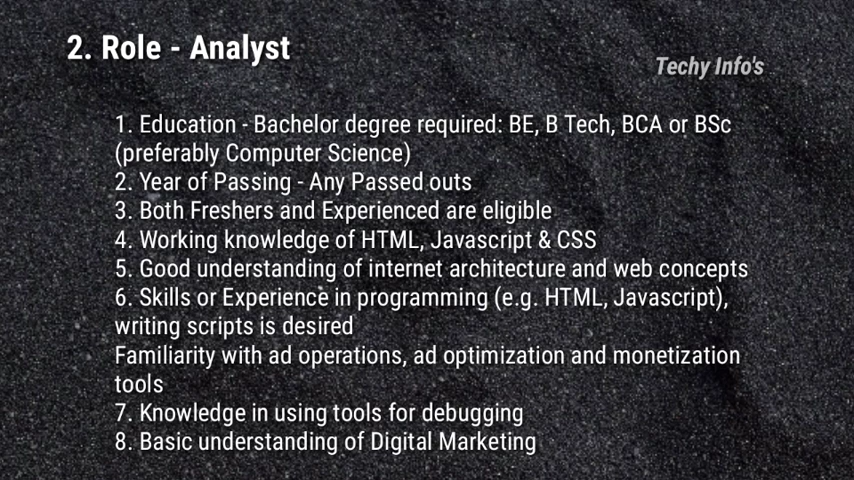 2. Role - Analyst
Techy Info's
1. Education - Bachelor degree required: BE, B Tech, BCA or BSc
(preferably Computer Science)
2. Year of Passing - Any Passed outs
3. Both Freshers and Experienced are eligible
4. Working knowledge of HTML, Javascript & CSS
5. Good understanding of internet architecture and web concepts
6. Skills or Experience in programming (e.g. HTML, Javascript),
writing scripts is desired
Familiarity with ad operations, ad optimization and monetization
tools
7. Knowledge in using tools for debugging
8. Basic understanding of Digital Marketing